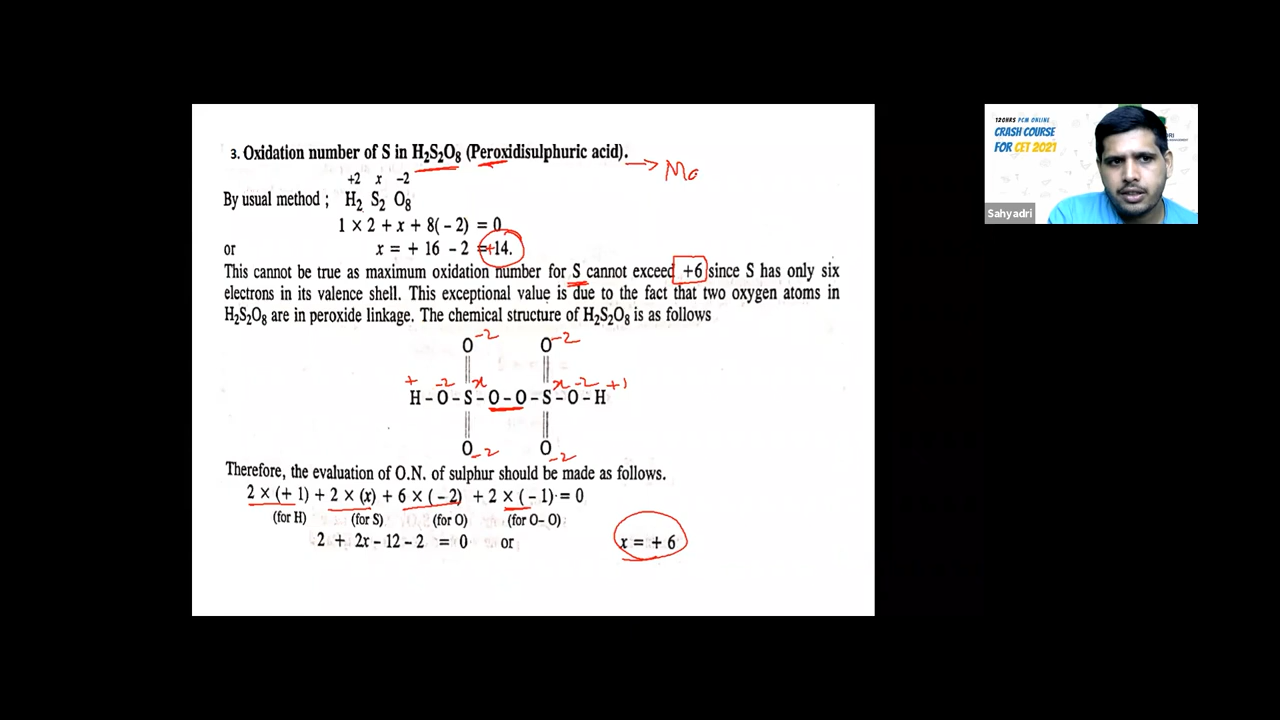 3. Oxidation number of S in H₂S₂O₈ (Peroxidisulphuric acid). → Ma
+2 x −2
By usual method ; H₂ S₂ O₈
1 × 2 + x + 8(− 2) = 0
or x = + 16 − 2 = +14.
This cannot be true as maximum oxidation number for S cannot exceed +6 since S has only six
electrons in its valence shell. This exceptional value is due to the fact that two oxygen atoms in
H₂S₂O₈ are in peroxide linkage. The chemical structure of H₂S₂O₈ is as follows
O −2 O −2
+ −2 x x −2 +1
H – O – S – O – O – S – O – H
O −2 O −2
Therefore, the evaluation of O.N. of sulphur should be made as follows.
2 × (+ 1) + 2 × (x) + 6 × (− 2) + 2 × (− 1) = 0
(for H) (for S) (for O) (for O– O)
2 + 2x − 12 − 2 = 0 or x = + 6
120HRS PCM ONLINE
CRASH COURSE
FOR CET 2021
Sahyadri